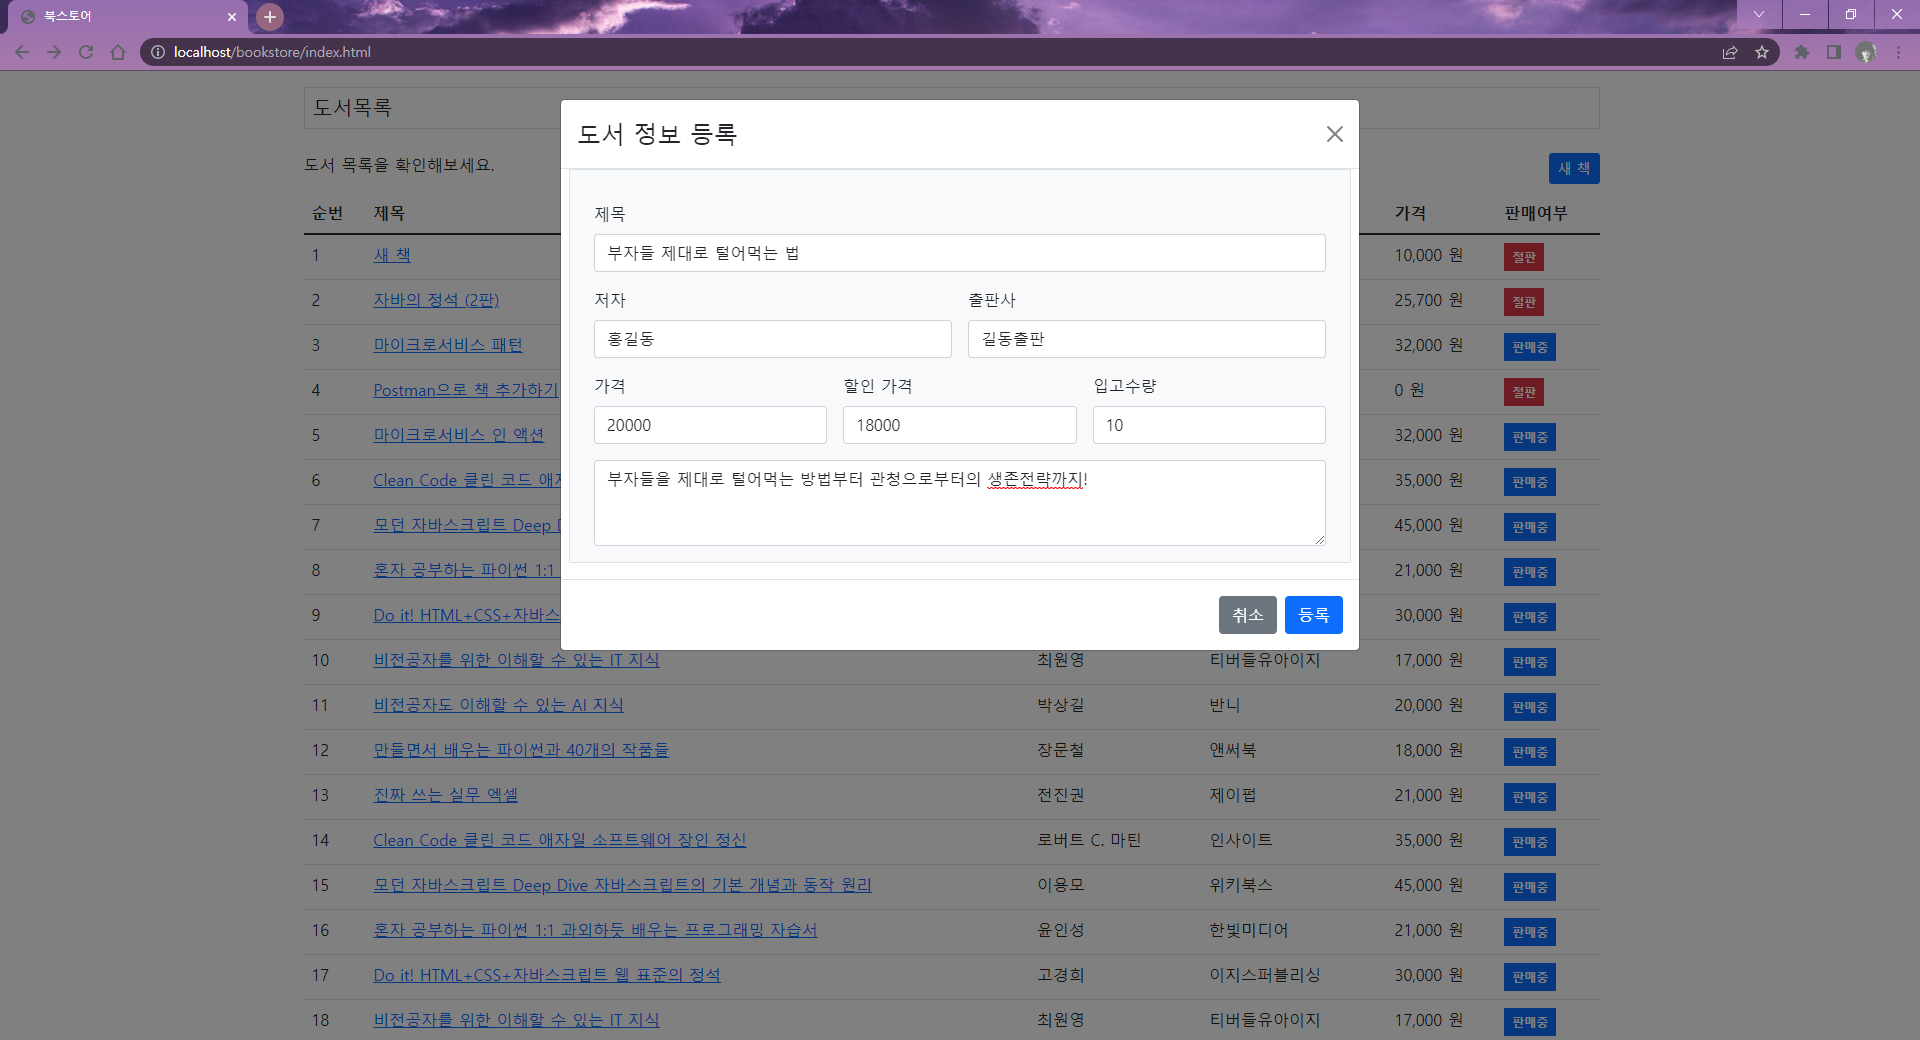 북스토어
localhost/bookstore/index.html
도서목록
도서 목록을 확인해보세요.
새 책
순번 제목 가격 판매여부
1 새 책 10,000 원 절판
2 자바의 정석 (2판) 25,700 원 절판
3 마이크로서비스 패턴 32,000 원 판매중
4 Postman으로 책 추가하기 0 원 절판
5 마이크로서비스 인 액션 32,000 원 판매중
6 Clean Code 클린 코드 애자 35,000 원 판매중
7 모던 자바스크립트 Deep 45,000 원 판매중
8 혼자 공부하는 파이썬 1:1 21,000 원 판매중
9 Do it! HTML+CSS+자바스 30,000 원 판매중
도서 정보 등록
제목
부자들 제대로 털어먹는 법
저자 출판사
홍길동 길동출판
가격 할인 가격 입고수량
20000 18000 10
부자들을 제대로 털어먹는 방법부터 관청으로부터의 생존전략까지!
취소 등록
10 비전공자를 위한 이해할 수 있는 IT 지식 최원영 티버들유아이지 17,000 원 판매중
11 비전공자도 이해할 수 있는 AI 지식 박상길 반니 20,000 원 판매중
12 만들면서 배우는 파이썬과 40개의 작품들 장문철 앤써북 18,000 원 판매중
13 진짜 쓰는 실무 엑셀 전진권 제이펍 21,000 원 판매중
14 Clean Code 클린 코드 애자일 소프트웨어 장인 정신 로버트 C. 마틴 인사이트 35,000 원 판매중
15 모던 자바스크립트 Deep Dive 자바스크립트의 기본 개념과 동작 원리 이용모 위키북스 45,000 원 판매중
16 혼자 공부하는 파이썬 1:1 과외하듯 배우는 프로그래밍 자습서 윤인성 한빛미디어 21,000 원 판매중
17 Do it! HTML+CSS+자바스크립트 웹 표준의 정석 고경희 이지스퍼블리싱 30,000 원 판매중
18 비전공자를 위한 이해할 수 있는 IT 지식 최원영 티버들유아이지 17,000 원 판매중